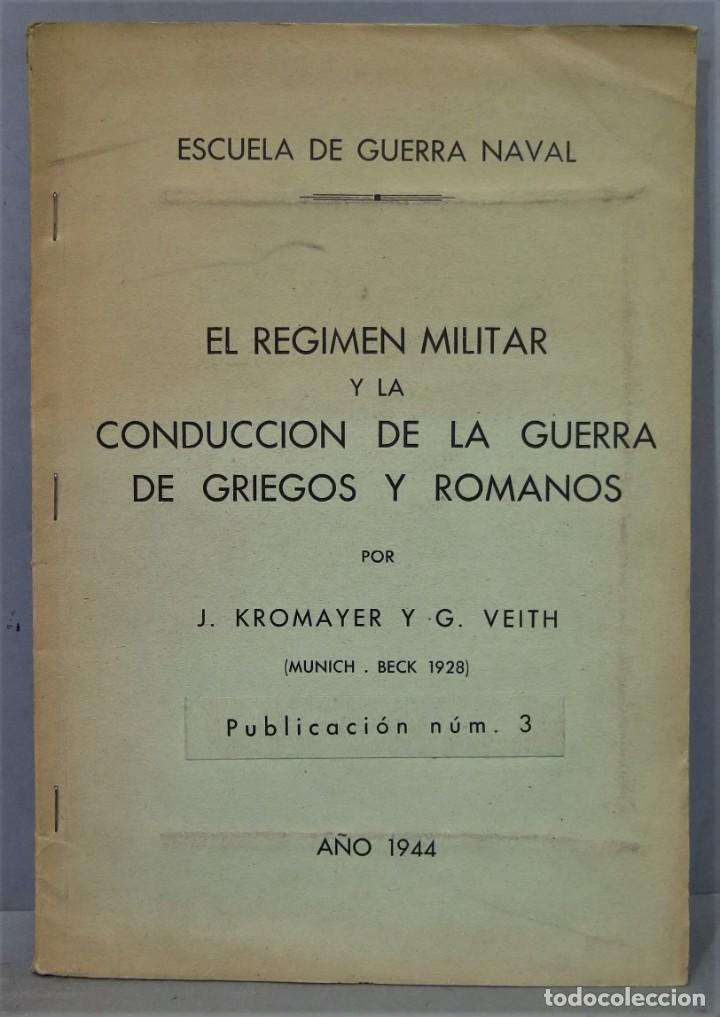 ESCUELA DE GUERRA NAVAL
EL REGIMEN MILITAR
Y LA
CONDUCCION DE LA GUERRA
DE GRIEGOS Y ROMANOS
POR
J. KROMAYER Y G. VEITH
(MUNICH . BECK 1928)
Publicación núm. 3
AÑO 1944
todocoleccion